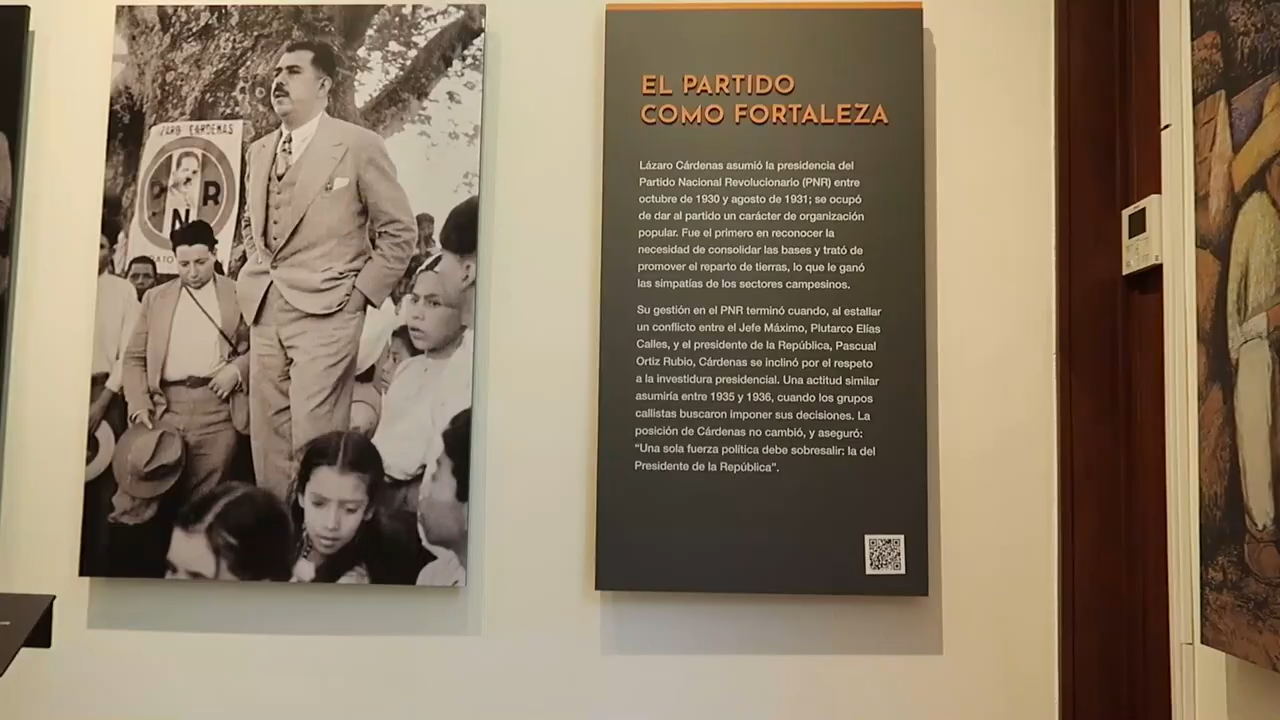 ZARO CÁRDENAS
P R
N
EL PARTIDO
COMO FORTALEZA
Lázaro Cárdenas asumió la presidencia del
Partido Nacional Revolucionario (PNR) entre
octubre de 1930 y agosto de 1931; se ocupó
de dar al partido un carácter de organización
popular. Fue el primero en reconocer la
necesidad de consolidar las bases y trató de
promover el reparto de tierras, lo que le ganó
las simpatías de los sectores campesinos.
Su gestión en el PNR terminó cuando, al estallar
un conflicto entre el Jefe Máximo, Plutarco Elías
Calles, y el presidente de la República, Pascual
Ortiz Rubio, Cárdenas se inclinó por el respeto
a la investidura presidencial. Una actitud similar
asumiría entre 1935 y 1936, cuando los grupos
callistas buscaron imponer sus decisiones. La
posición de Cárdenas no cambió, y aseguró:
“Una sola fuerza política debe sobresalir: la del
Presidente de la República”.